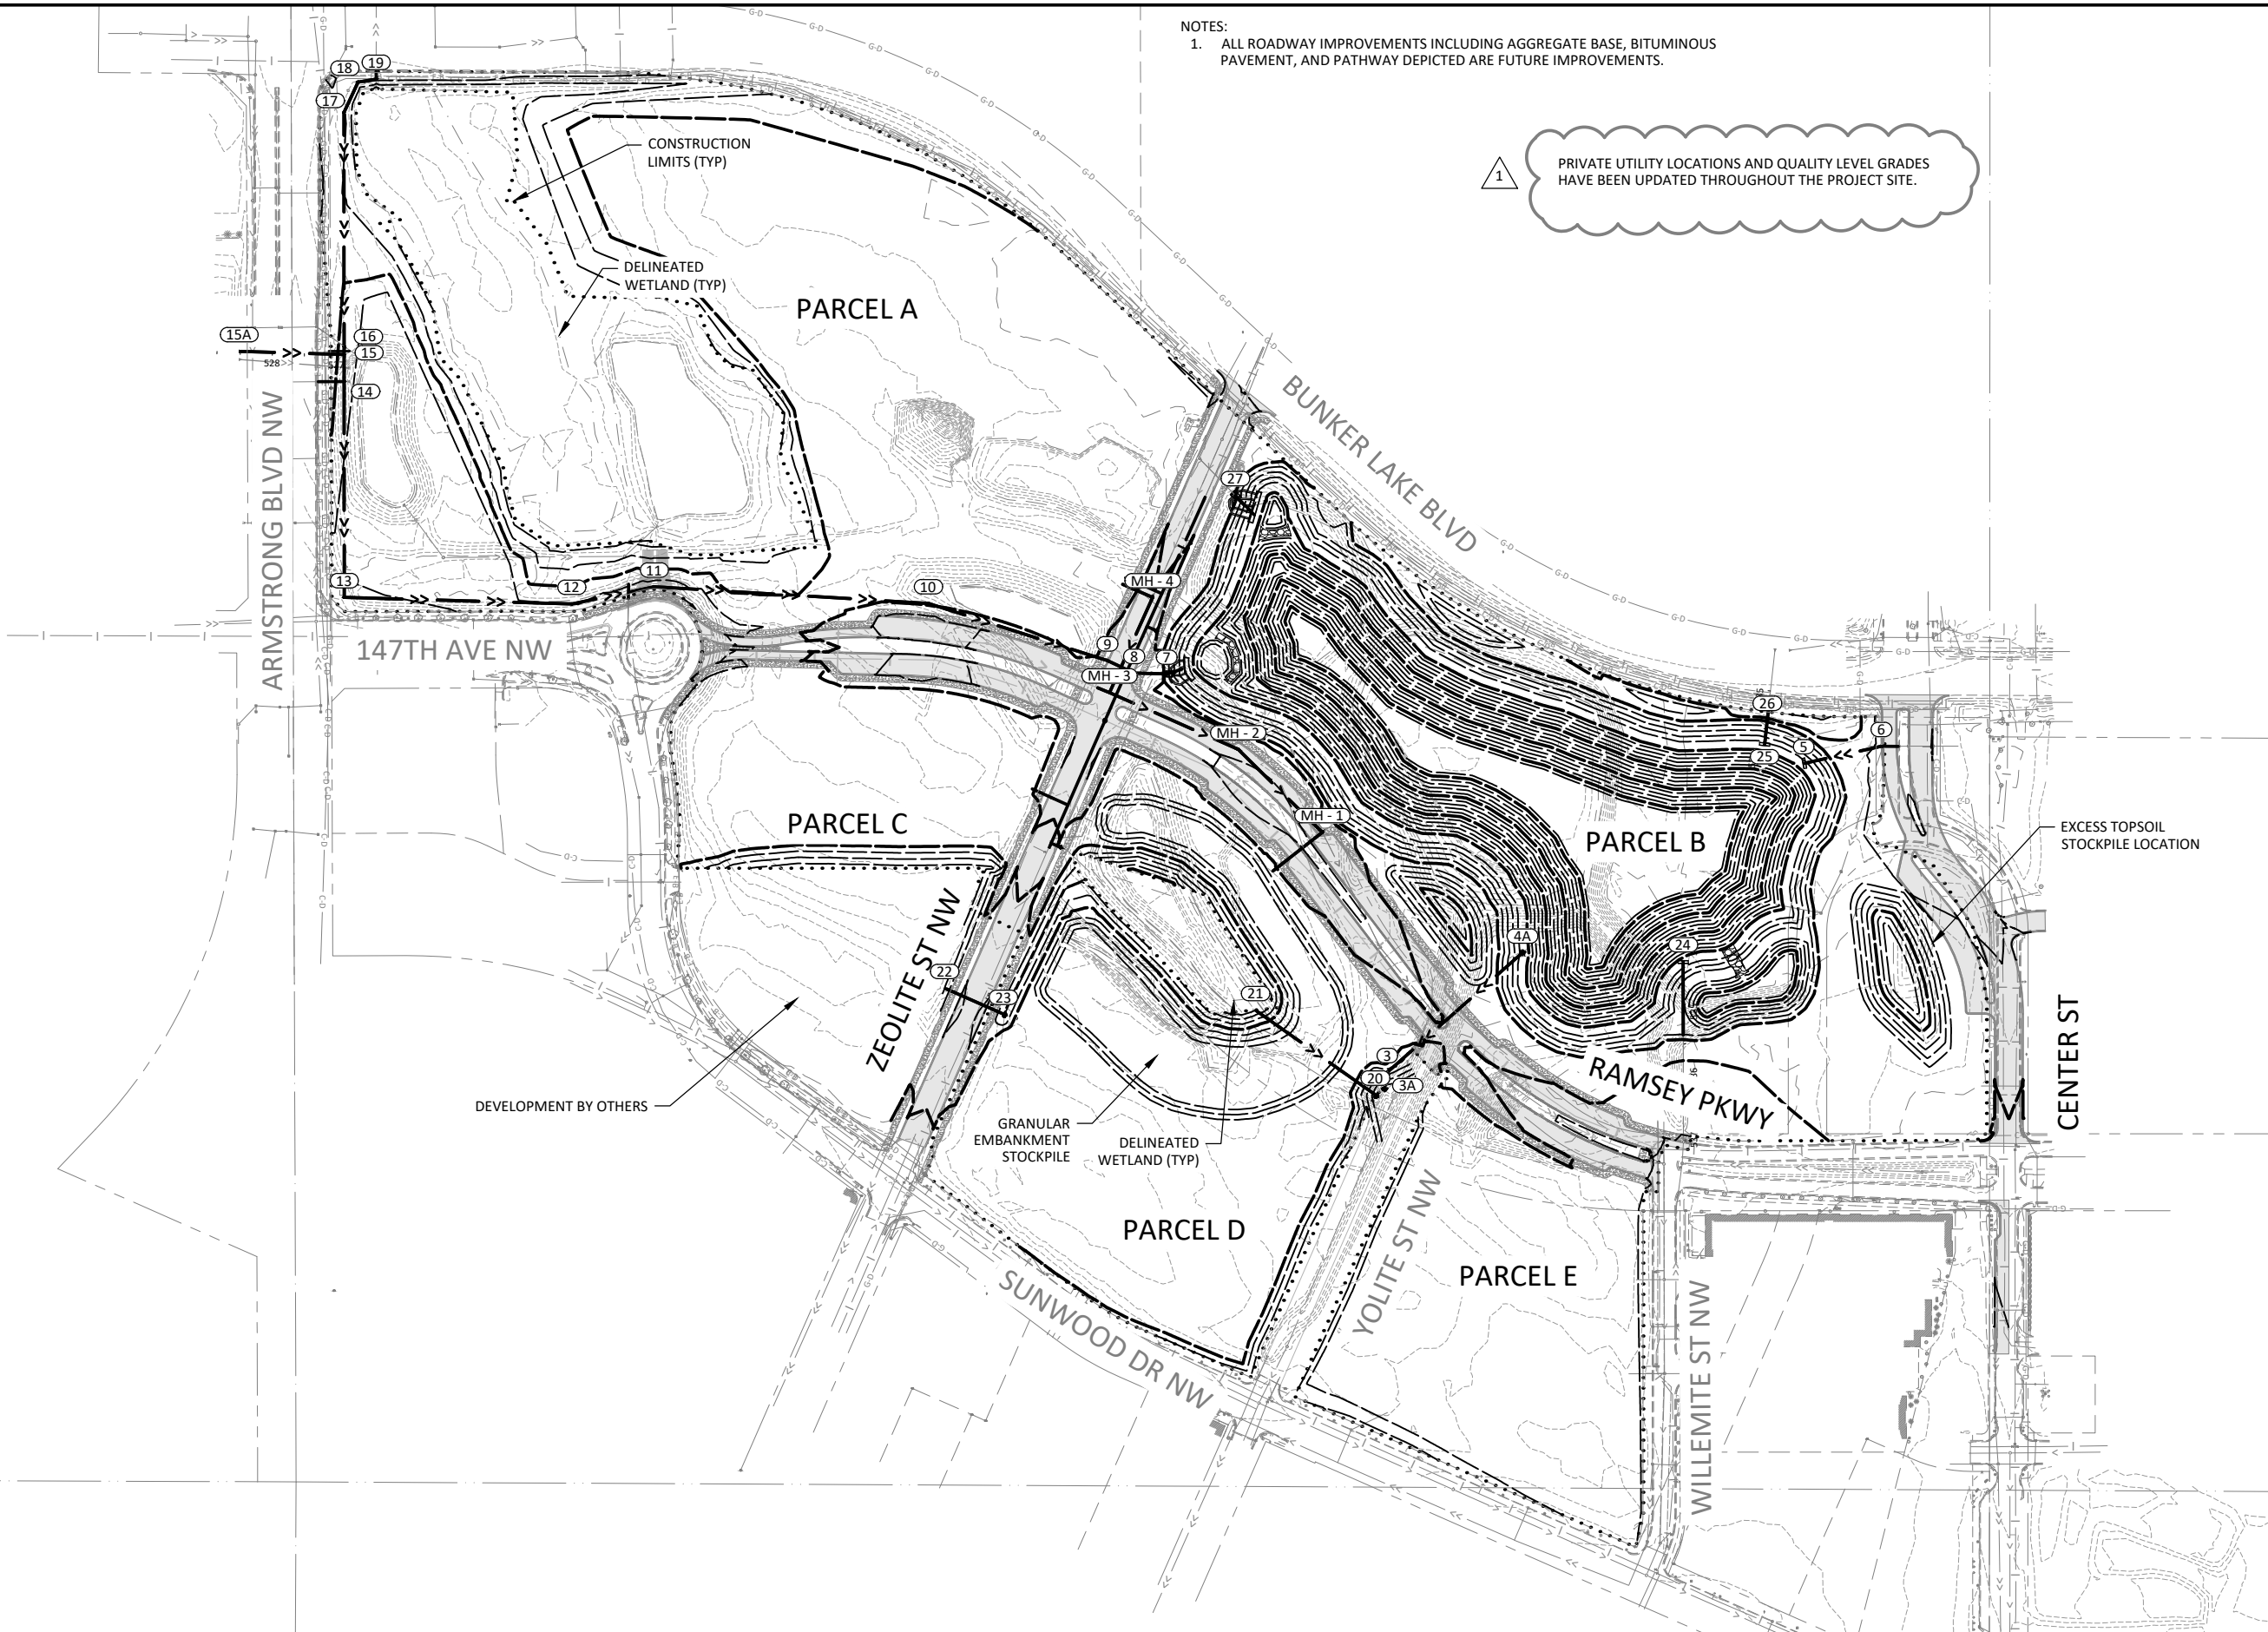 NOTES:
1. ALL ROADWAY IMPROVEMENTS INCLUDING AGGREGATE BASE, BITUMINOUS
PAVEMENT, AND PATHWAY DEPICTED ARE FUTURE IMPROVEMENTS.
1
PRIVATE UTILITY LOCATIONS AND QUALITY LEVEL GRADES
HAVE BEEN UPDATED THROUGHOUT THE PROJECT SITE.
18
19
17
CONSTRUCTION
LIMITS (TYP)
DELINEATED
WETLAND (TYP)
PARCEL A
15A
16
15
528
14
ARMSTRONG BLVD NW
BUNKER LAKE BLVD
27
13
12
11
10
MH - 4
147TH AVE NW
9
8
7
MH - 3
MH - 2
26
6
5
25
MH - 1
PARCEL C
PARCEL B
EXCESS TOPSOIL
STOCKPILE LOCATION
ZEOLITE ST NW
4A
24
22
23
21
CENTER ST
3
20
3A
RAMSEY PKWY
DEVELOPMENT BY OTHERS
GRANULAR
EMBANKMENT
STOCKPILE
DELINEATED
WETLAND (TYP)
PARCEL D
YOLITE ST NW
PARCEL E
SUNWOOD DR NW
WILLEMITE ST NW